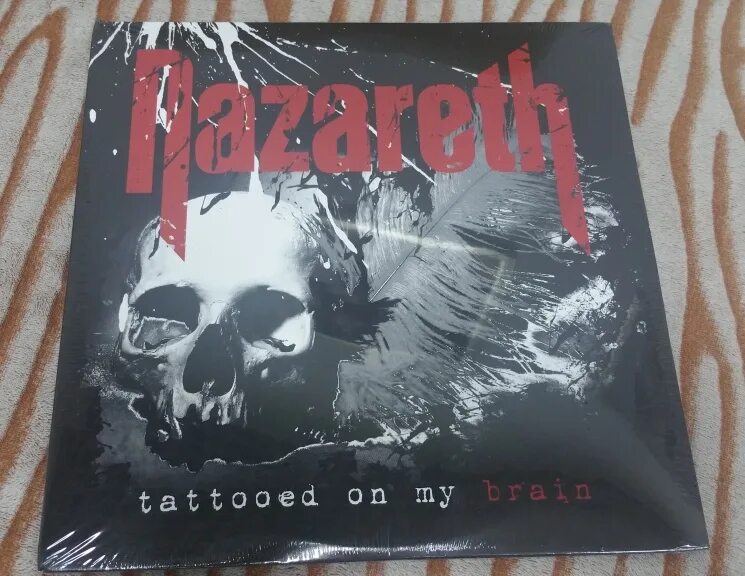 Nazareth
tattooed on my brain